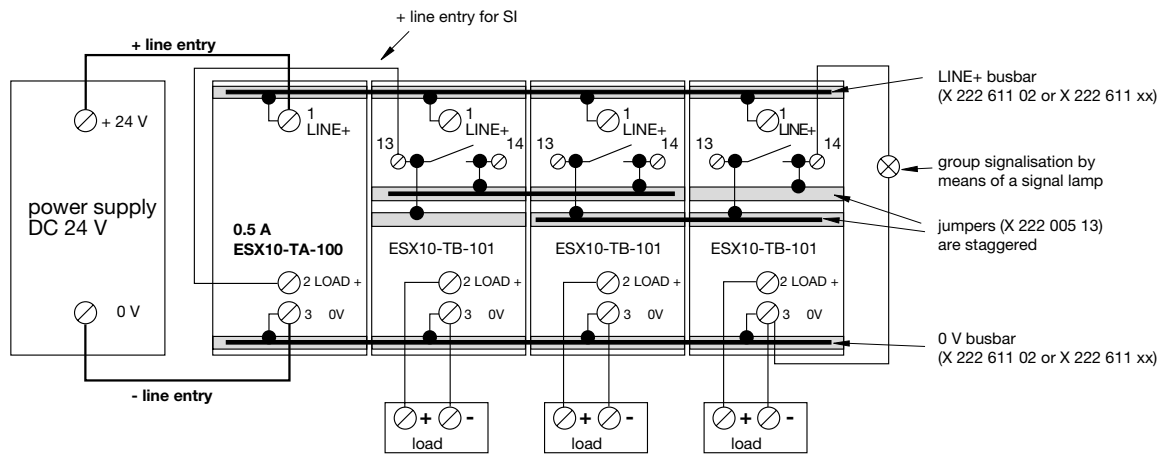 + line entry for SI
+ line entry
LINE+ busbar
(X 222 611 02 or X 222 611 xx)
+ 24 V
1
LINE+
1
LINE+
1
LINE+
1
LINE+
13
14
13
14
13
14
group signalisation by
means of a signal lamp
power supply
DC 24 V
jumpers (X 222 005 13)
are staggered
0.5 A
ESX10-TA-100
ESX10-TB-101
ESX10-TB-101
ESX10-TB-101
2 LOAD +
2 LOAD +
2 LOAD +
2 LOAD +
0 V
3 0V
3 0V
3 0V
3 0V
0 V busbar
(X 222 611 02 or X 222 611 xx)
- line entry
+ -
load
+ -
load
+ -
load